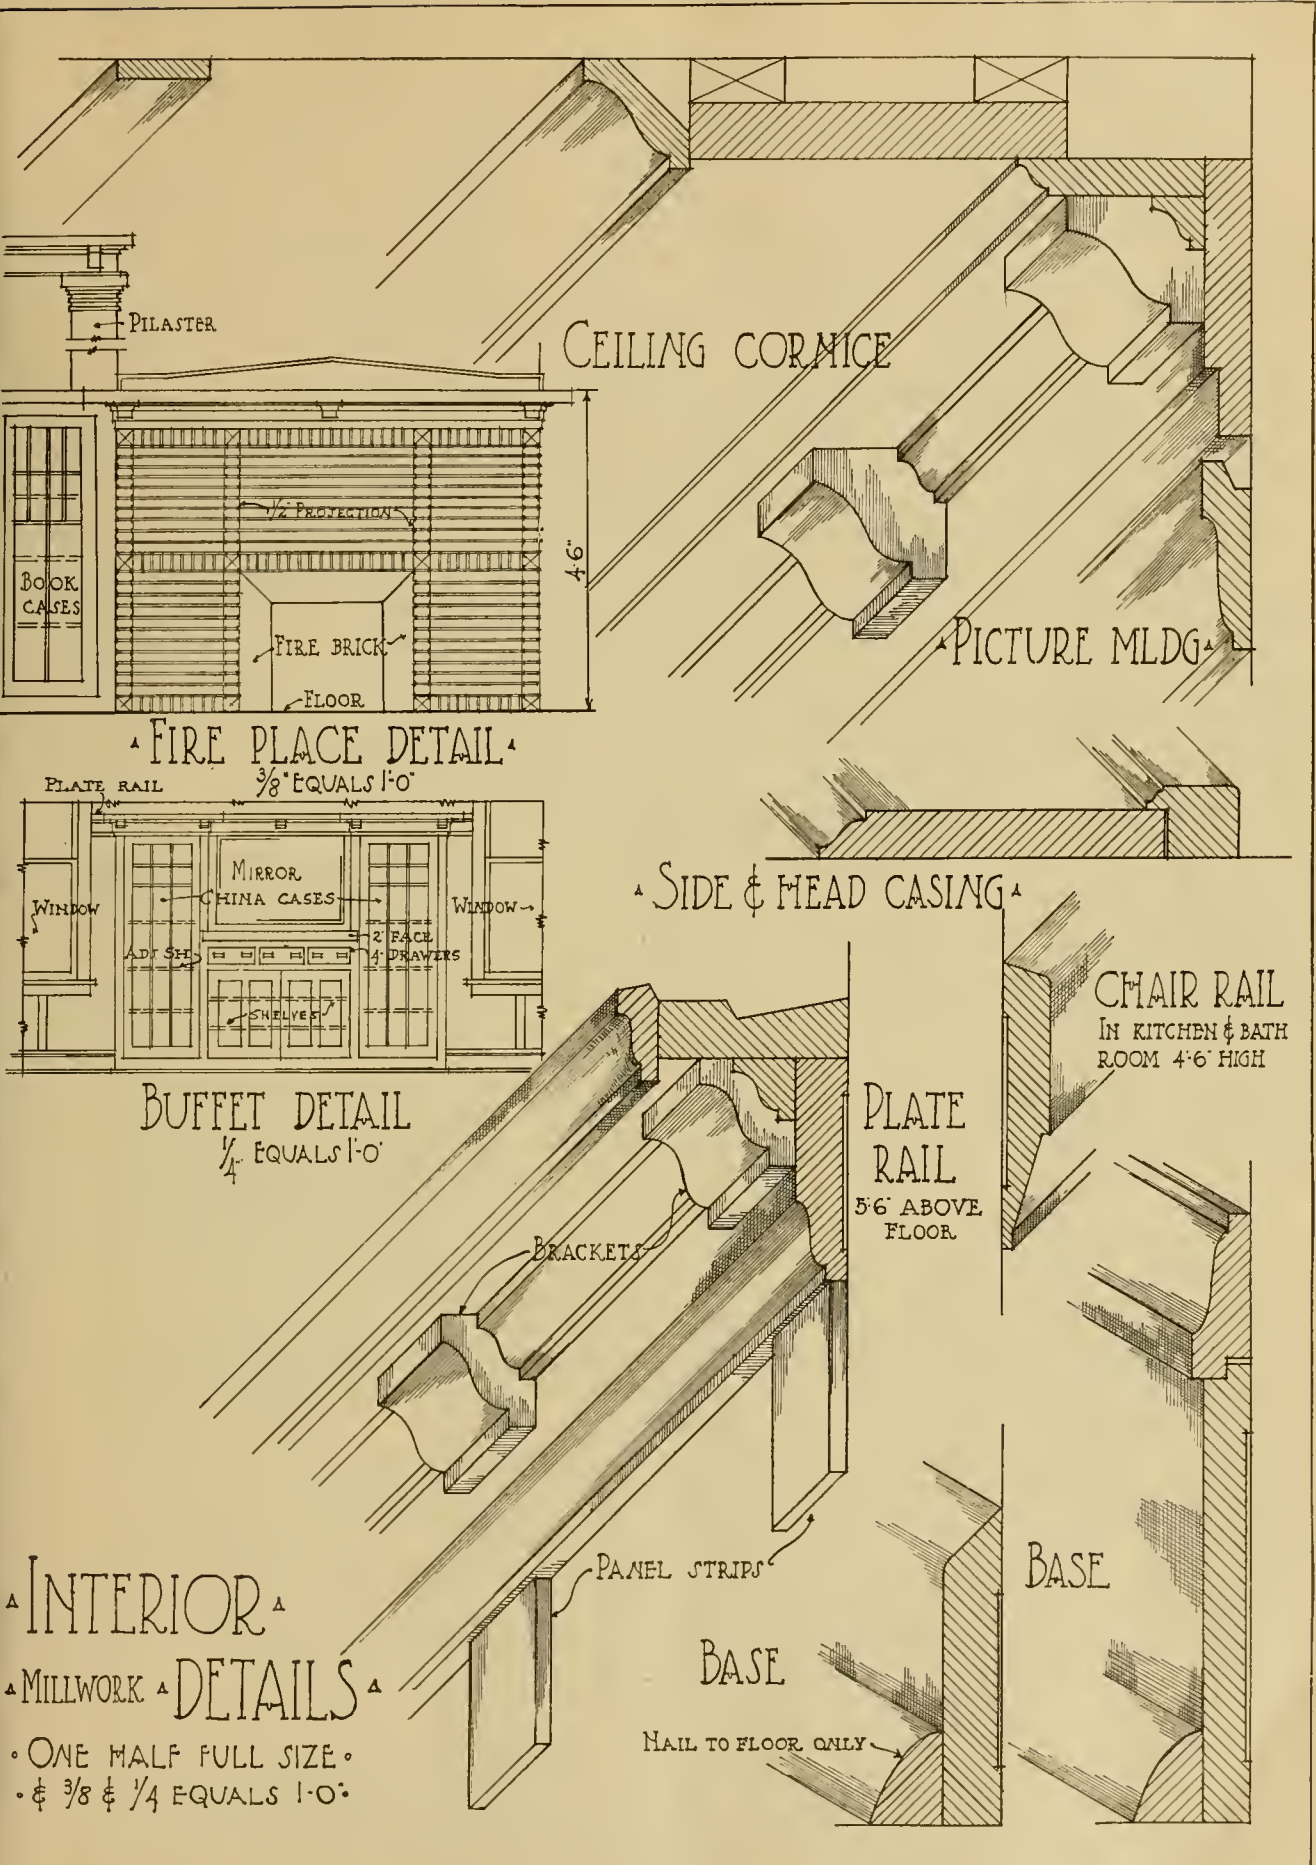 PILASTER
CEILING CORNICE
1/2" PROJECTION
4'-6"
BOOK
CASES
FIRE BRICK
FLOOR
PICTURE MLDG
FIRE PLACE DETAIL
3/8" EQUALS 1'-0"
PLATE RAIL
MIRROR
CHINA CASES
WINDOW
WINDOW
2" FACE
4-DRAWERS
ADJ SH.
SHELVES
BUFFET DETAIL
1/4" EQUALS 1'-0"
SIDE & HEAD CASING
CHAIR RAIL
IN KITCHEN & BATH
ROOM 4'-6" HIGH
PLATE
RAIL
5'-6" ABOVE
FLOOR
BRACKETS
PANEL STRIPS
BASE
BASE
NAIL TO FLOOR ONLY
INTERIOR
MILLWORK DETAILS
ONE HALF FULL SIZE
& 3/8 & 1/4 EQUALS 1'-0"